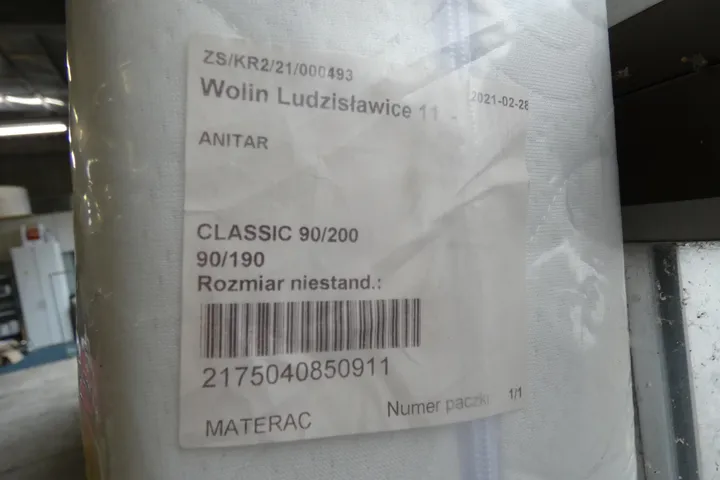 ZS/KR2/21/000493
Wolin Ludzisławice 11 - 2021-02-28
ANITAR
CLASSIC 90/200
90/190
Rozmiar niestand.:
2175040850911
MATERAC Numer paczki 1/1